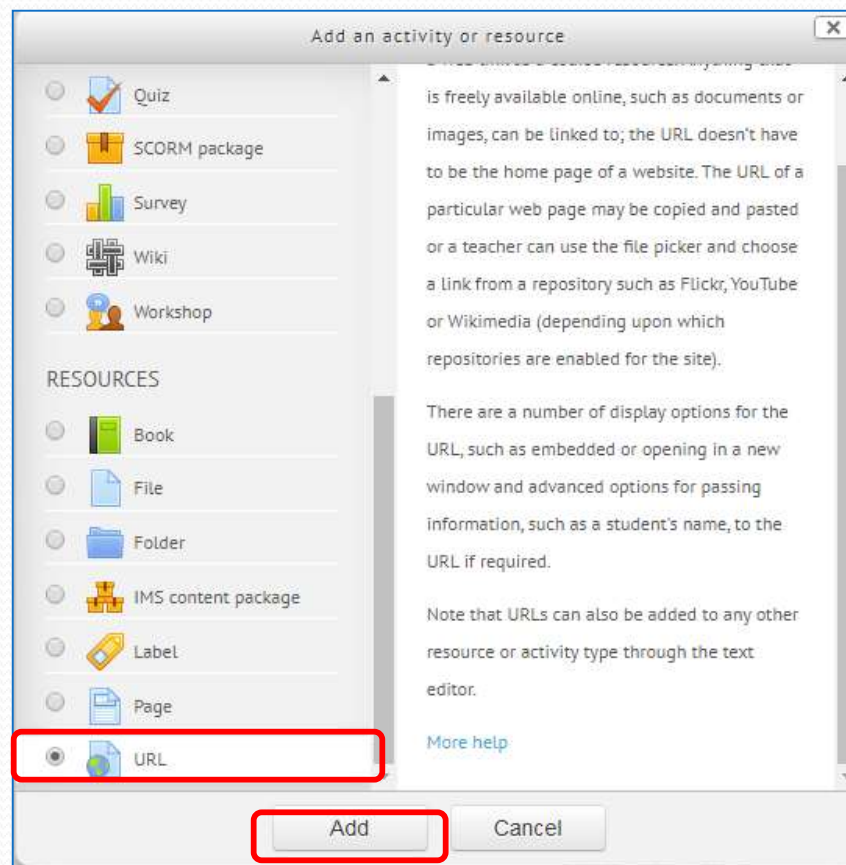 Add an activity or resource
Quiz
SCORM package
Survey
Wiki
Workshop
RESOURCES
Book
File
Folder
IMS content package
Label
Page
URL
is freely available online, such as documents or
images, can be linked to; the URL doesn't have
to be the home page of a website. The URL of a
particular web page may be copied and pasted
or a teacher can use the file picker and choose
a link from a repository such as Flickr, YouTube
or Wikimedia (depending upon which
repositories are enabled for the site).
There are a number of display options for the
URL, such as embedded or opening in a new
window and advanced options for passing
information, such as a student's name, to the
URL if required.
Note that URLs can also be added to any other
resource or activity type through the text
editor.
More help
Add
Cancel